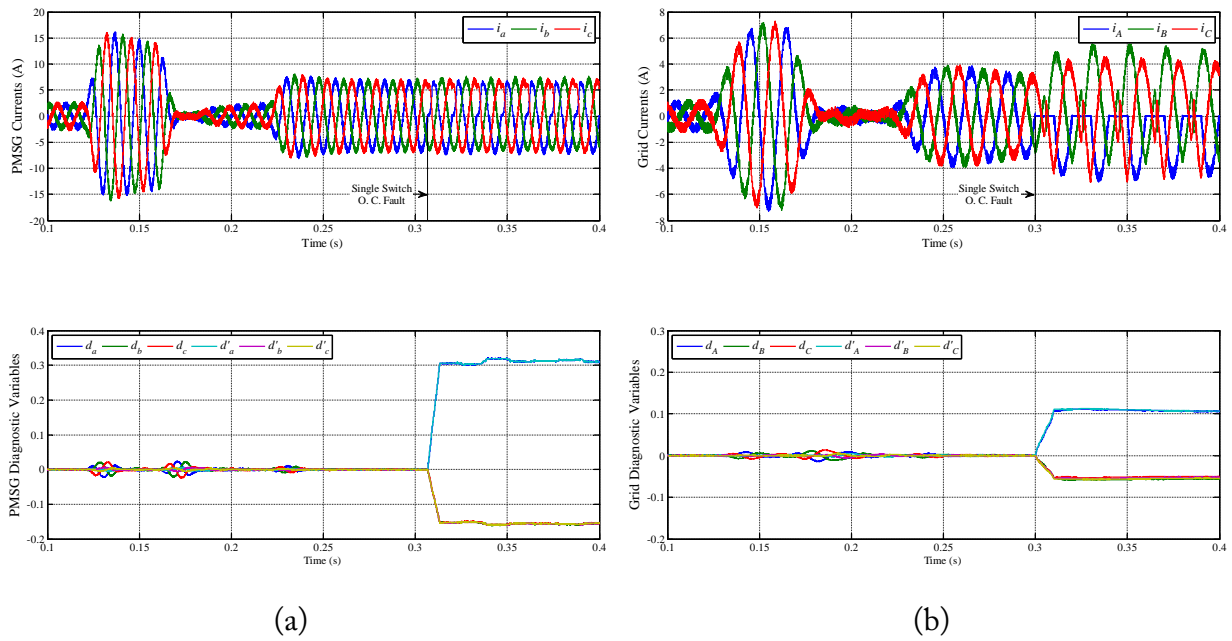 i_a i_b i_c
PMSG Currents (A)
20
15
10
5
0
-5
-10
-15
-20
Single Switch
O. C. Fault
0.1 0.15 0.2 0.25 0.3 0.35 0.4
Time (s)
i_A i_B i_C
Grid Currents (A)
8
6
4
2
0
-2
-4
-6
-8
Single Switch
O. C. Fault
0.1 0.15 0.2 0.25 0.3 0.35 0.4
Time (s)
d_a d_b d_c d'_a d'_b d'_c
PMSG Diagnostic Variables
0.4
0.3
0.2
0.1
0
-0.1
-0.2
0.1 0.15 0.2 0.25 0.3 0.35 0.4
Time (s)
d_A d_B d_C d'_A d'_B d'_C
Grid Diagnostic Variables
0.3
0.2
0.1
0
-0.1
-0.2
0.1 0.15 0.2 0.25 0.3 0.35 0.4
Time (s)
(a)
(b)